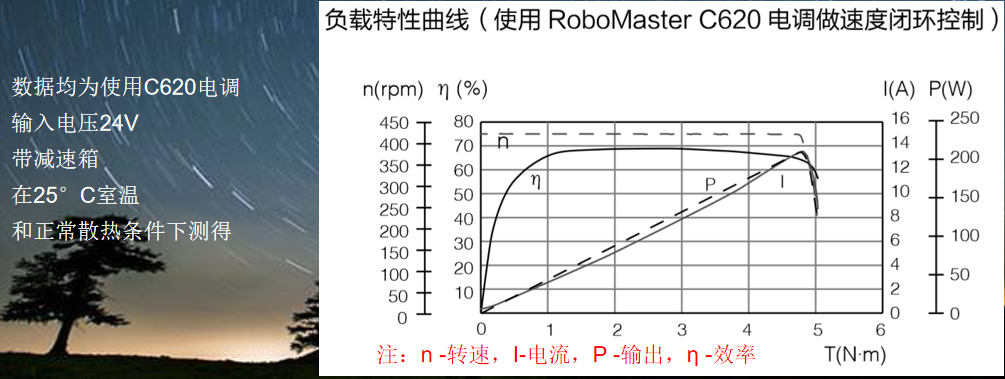 负载特性曲线（使用 RoboMaster C620 电调做速度闭环控制）
数据均为使用C620电调
输入电压24V
带减速箱
在25°C室温
和正常散热条件下测得
n(rpm) η (%) I(A) P(W)
450 80 16 250
400 70 14
350 60 12 200
300 50 10 150
250 40 8
200 30 6 100
150 20 4 50
100 10 2
50
0 0 0
n
η
P I
0 1 2 3 4 5 6
T(N·m)
注：n -转速，I-电流，P -输出，η -效率